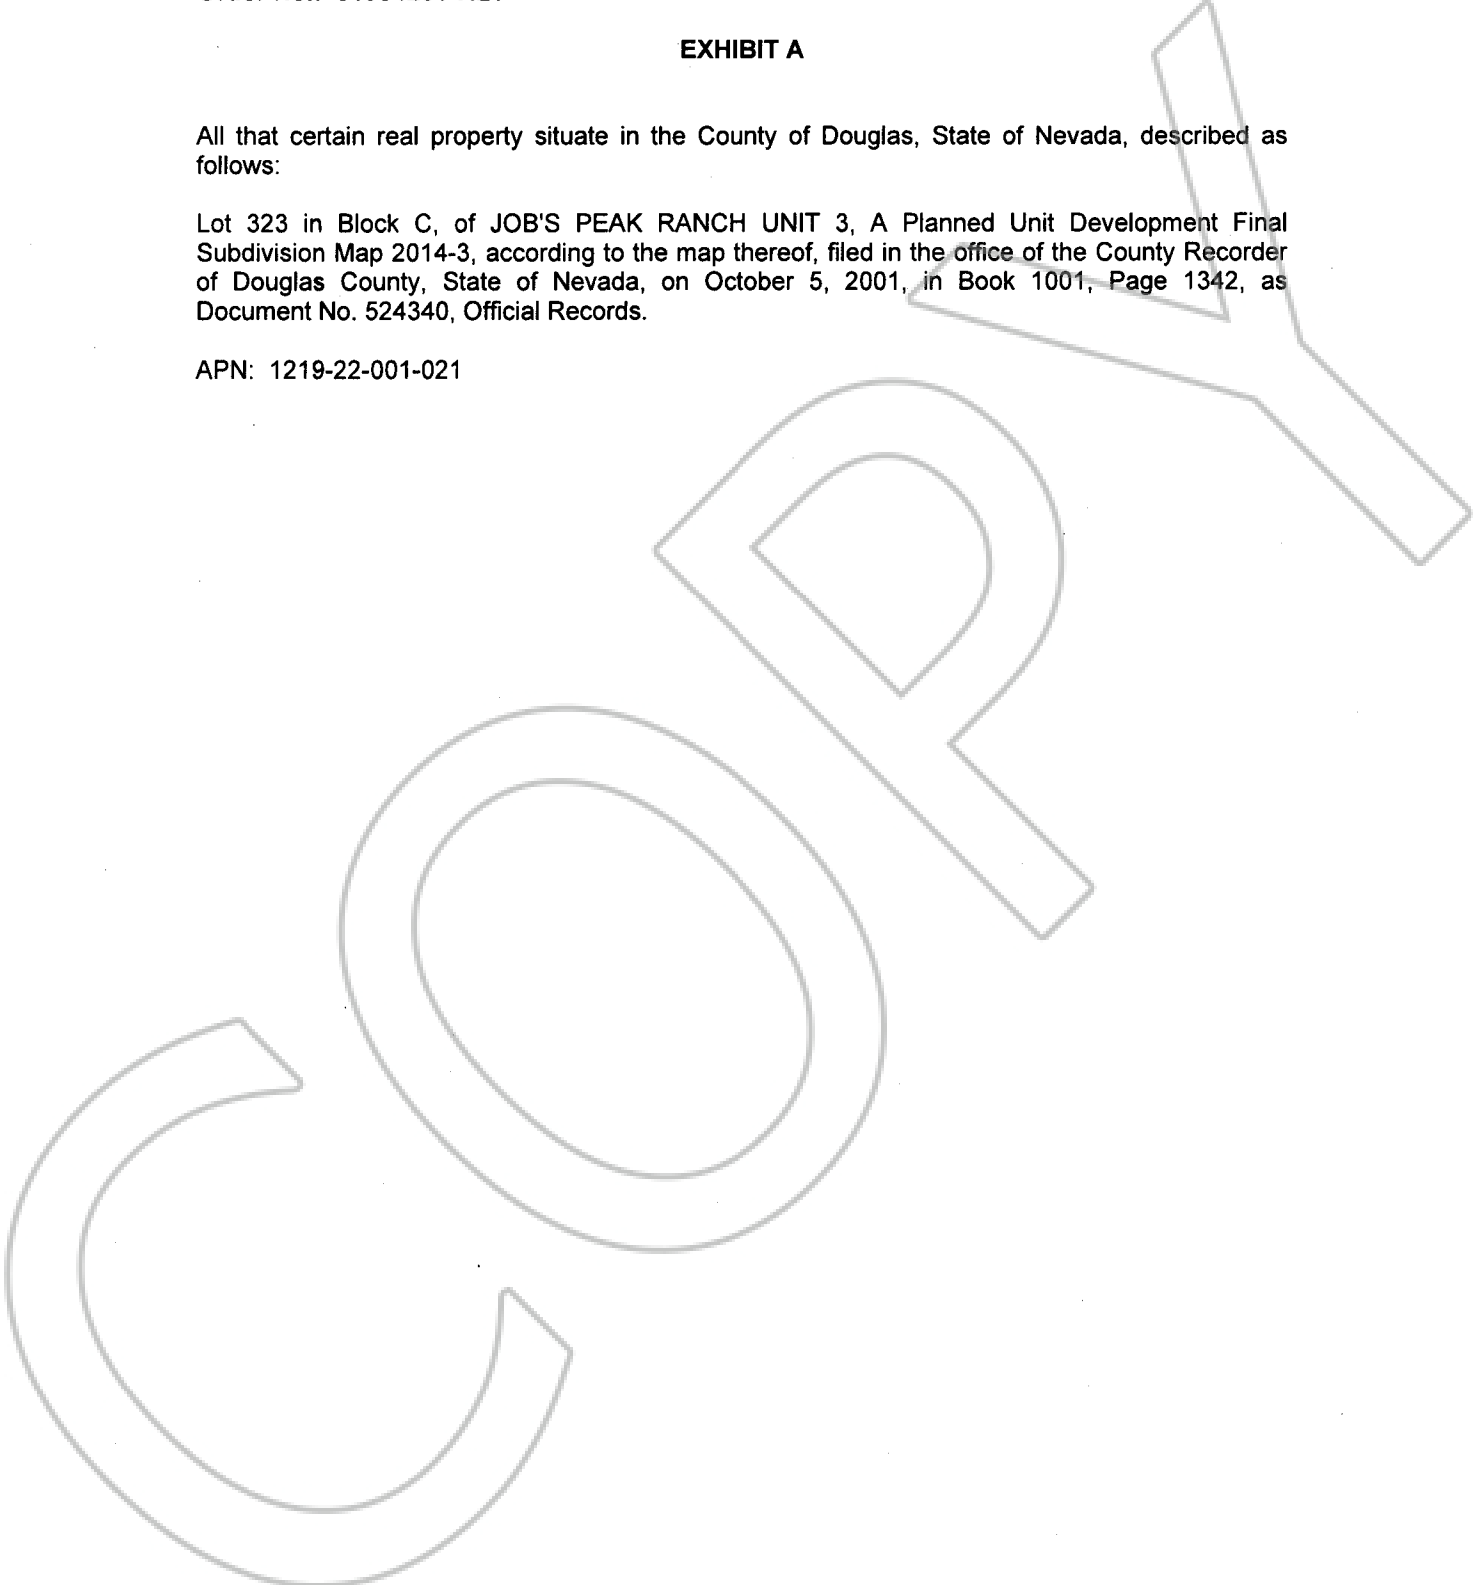 EXHIBIT A
All that certain real property situate in the County of Douglas, State of Nevada, described as
follows:
Lot 323 in Block C, of JOB'S PEAK RANCH UNIT 3, A Planned Unit Development Final
Subdivision Map 2014-3, according to the map thereof, filed in the office of the County Recorder
of Douglas County, State of Nevada, on October 5, 2001, in Book 1001, Page 1342, as
Document No. 524340, Official Records.
APN: 1219-22-001-021
COPY